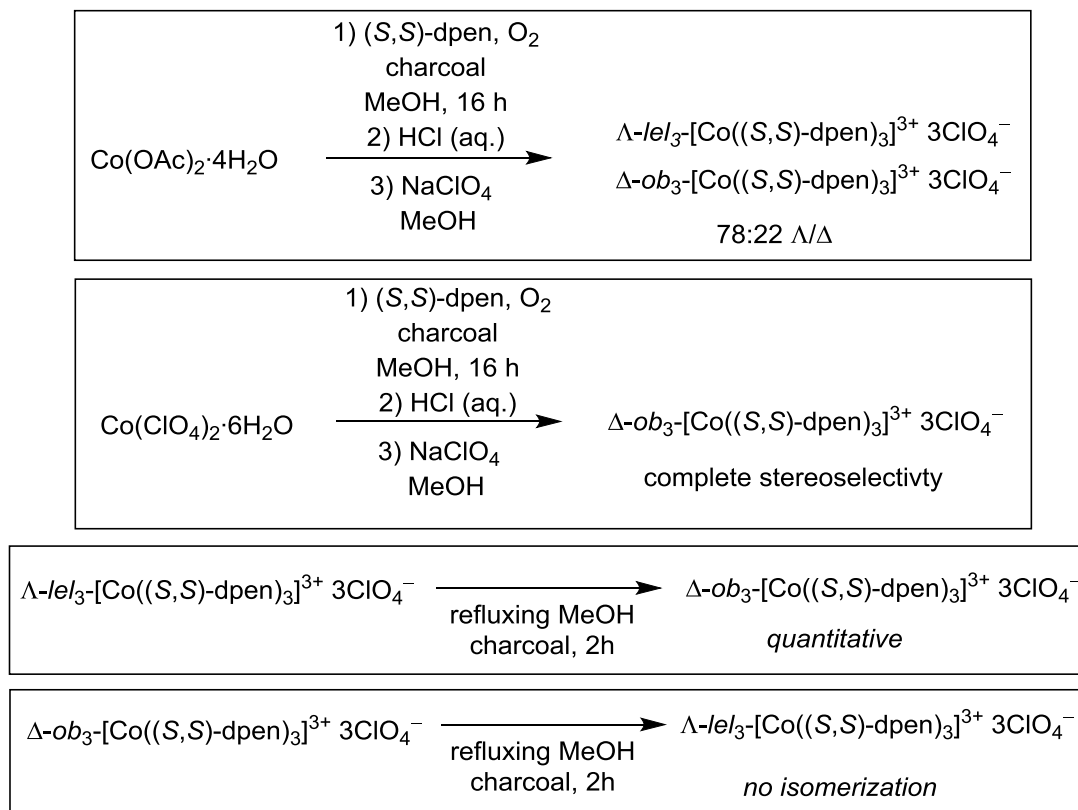 1) (S,S)-dpen, O₂
charcoal
MeOH, 16 h
2) HCl (aq.)
3) NaClO₄
MeOH
Co(OAc)₂·4H₂O
Λ-lel₃-[Co((S,S)-dpen)₃]³⁺ 3ClO₄⁻
Δ-ob₃-[Co((S,S)-dpen)₃]³⁺ 3ClO₄⁻
78:22 Λ/Δ
1) (S,S)-dpen, O₂
charcoal
MeOH, 16 h
2) HCl (aq.)
3) NaClO₄
MeOH
Co(ClO₄)₂·6H₂O
Δ-ob₃-[Co((S,S)-dpen)₃]³⁺ 3ClO₄⁻
complete stereoselectivty
Λ-lel₃-[Co((S,S)-dpen)₃]³⁺ 3ClO₄⁻
refluxing MeOH
charcoal, 2h
Δ-ob₃-[Co((S,S)-dpen)₃]³⁺ 3ClO₄⁻
quantitative
Δ-ob₃-[Co((S,S)-dpen)₃]³⁺ 3ClO₄⁻
refluxing MeOH
charcoal, 2h
Λ-lel₃-[Co((S,S)-dpen)₃]³⁺ 3ClO₄⁻
no isomerization